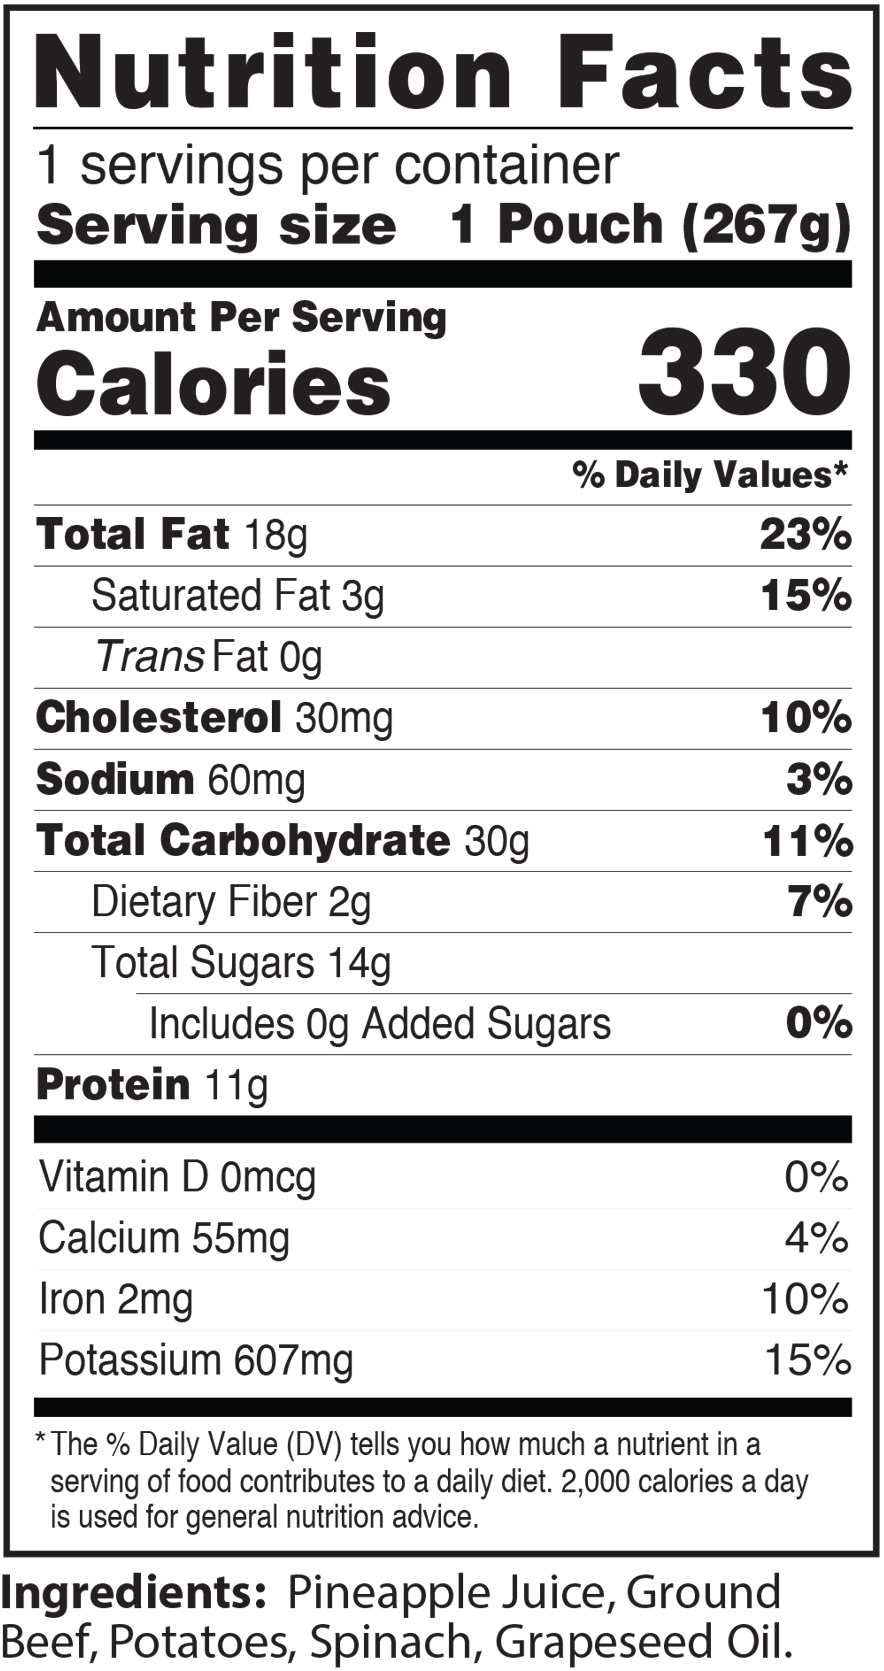 Nutrition Facts
1 servings per container
Serving size 1 Pouch (267g)
Amount Per Serving
Calories 330
% Daily Values*
Total Fat 18g 23%
Saturated Fat 3g 15%
Trans Fat 0g
Cholesterol 30mg 10%
Sodium 60mg 3%
Total Carbohydrate 30g 11%
Dietary Fiber 2g 7%
Total Sugars 14g
Includes 0g Added Sugars 0%
Protein 11g
Vitamin D 0mcg 0%
Calcium 55mg 4%
Iron 2mg 10%
Potassium 607mg 15%
* The % Daily Value (DV) tells you how much a nutrient in a
serving of food contributes to a daily diet. 2,000 calories a day
is used for general nutrition advice.
Ingredients: Pineapple Juice, Ground
Beef, Potatoes, Spinach, Grapeseed Oil.